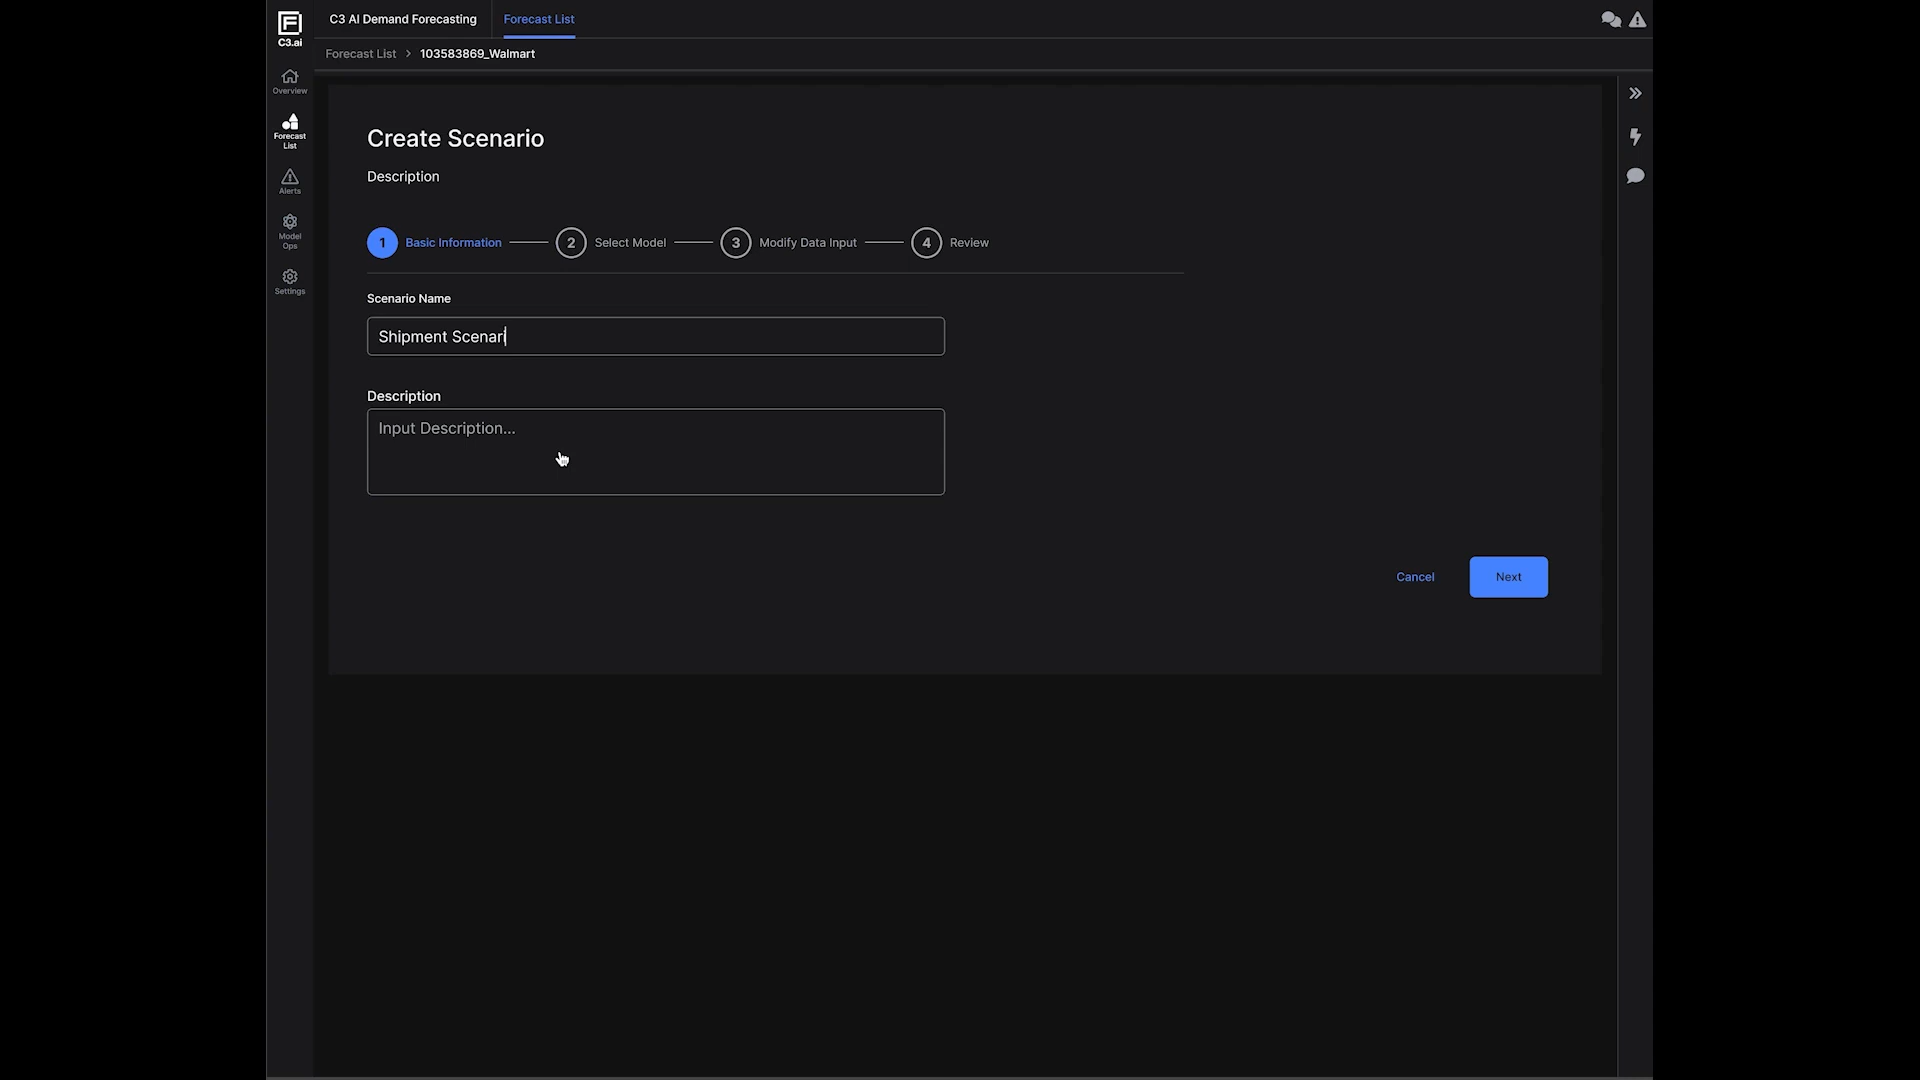 C3.ai
C3 AI Demand Forecasting
Forecast List
Forecast List > 103583869_Walmart
Overview
Forecast
List
Alerts
Model
Ops
Settings
Create Scenario
Description
1 Basic Information
2 Select Model
3 Modify Data Input
4 Review
Scenario Name
Shipment Scenari
Description
Input Description...
Cancel
Next